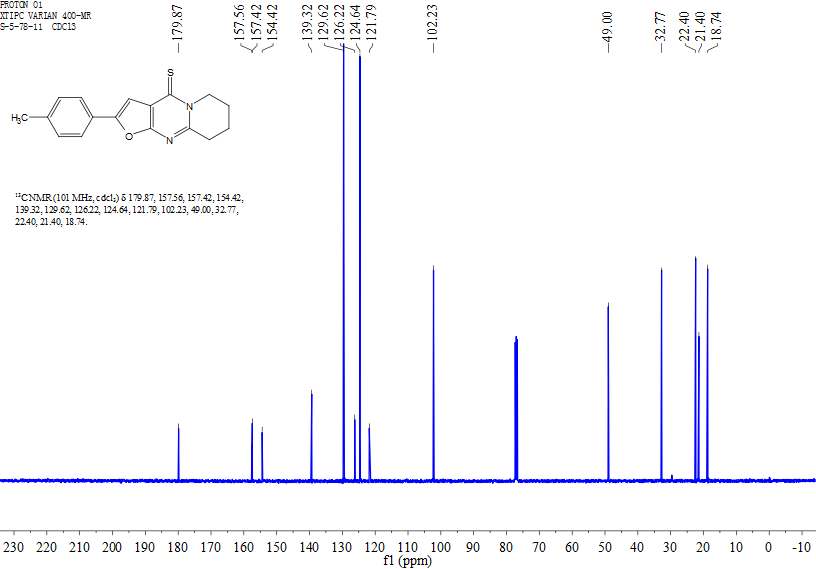 PROTON 01
XTIPC VARIAN 400-MR
S-5-78-11 CDCl3
179.87
157.56
157.42
154.42
139.32
129.62
126.22
124.64
121.79
102.23
49.00
32.77
22.40
21.40
18.74
S
N
H₃C
O
N
¹³C NMR (101 MHz, cdcl₃) δ 179.87, 157.56, 157.42, 154.42,
139.32, 129.62, 126.22, 124.64, 121.79, 102.23, 49.00, 32.77,
22.40, 21.40, 18.74.
230 220 210 200 190 180 170 160 150 140 130 120 110 100 90 80 70 60 50 40 30 20 10 0 -10
f1 (ppm)